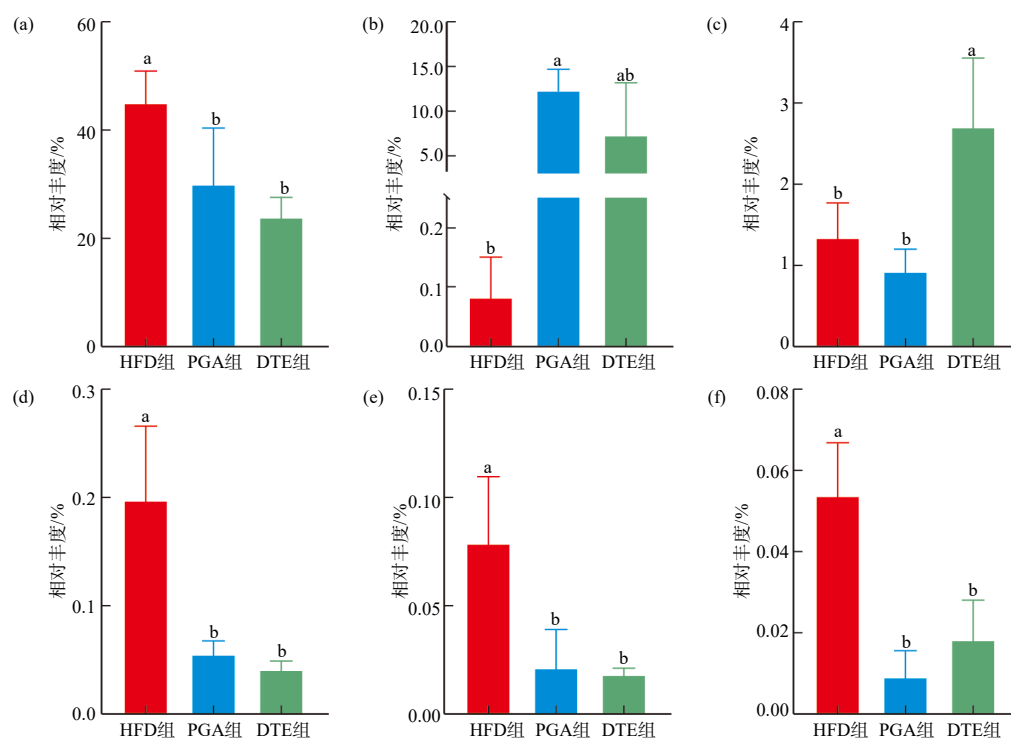 (a)
相对丰度/%
60
40
20
0
a
b
b
HFD组 PGA组 DTE组
(b)
相对丰度/%
20.0
15.0
10.0
5.0
0.2
0.1
0.0
b
a
ab
HFD组 PGA组 DTE组
(c)
相对丰度/%
4
3
2
1
0
b
b
a
HFD组 PGA组 DTE组
(d)
相对丰度/%
0.3
0.2
0.1
0.0
a
b
b
HFD组 PGA组 DTE组
(e)
相对丰度/%
0.15
0.10
0.05
0.00
a
b
b
HFD组 PGA组 DTE组
(f)
相对丰度/%
0.08
0.06
0.04
0.02
0.00
a
b
b
HFD组 PGA组 DTE组